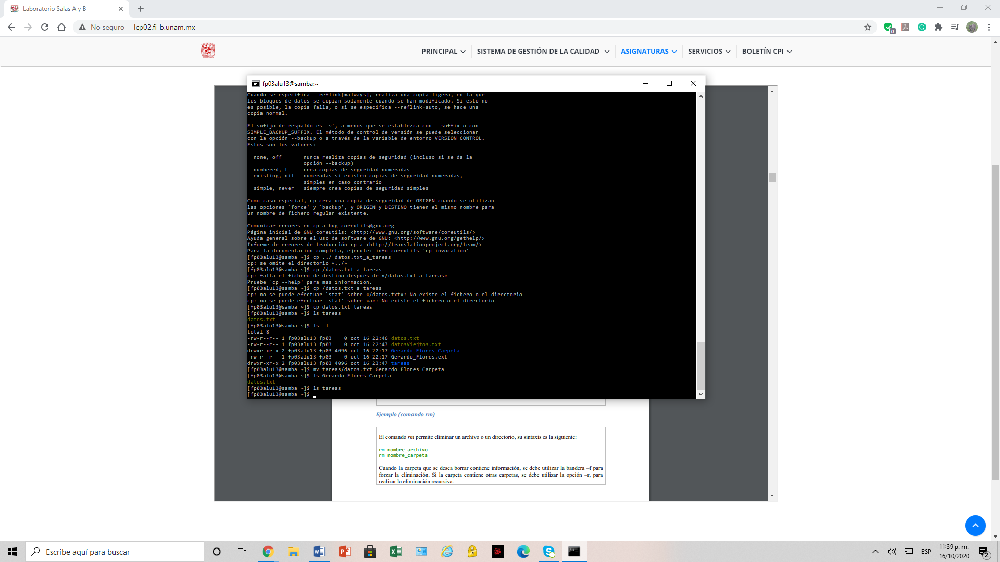 Laboratorio Salas A y B
No seguro
lcp02.fi-b.unam.mx
0
PRINCIPAL
SISTEMA DE GESTIÓN DE LA CALIDAD
ASIGNATURAS
SERVICIOS
BOLETÍN CPI
fp03alu13@samba:~
Cuando se especifica --reflink[=always], realiza una copia ligera, en la que
los bloques de datos se copian solamente cuando se han modificado. Si esto no
es posible, la copia falla, o si se especifica --reflink=auto, se hace una
copia normal.
El sufijo de respaldo es `~', a menos que se establezca con --suffix o con
SIMPLE_BACKUP_SUFFIX. El método de control de versión se puede seleccionar
con la opción --backup o a través de la variable de entorno VERSION_CONTROL.
Estos son los valores:
none, off nunca realiza copias de seguridad (incluso si se da la
opción --backup)
numbered, t crea copias de seguridad numeradas
existing, nil numeradas si existen copias de seguridad numeradas,
simples en caso contrario
simple, never siempre crea copias de seguridad simples
Como caso especial, cp crea una copia de seguridad de ORIGEN cuando se utilizan
las opciones `force' y `backup', y ORIGEN y DESTINO tienen el mismo nombre para
un nombre de fichero regular existente.
Comunicar errores en cp a bug-coreutils@gnu.org
Página inicial de GNU coreutils: <http://www.gnu.org/software/coreutils/>
Ayuda general sobre el uso de software de GNU: <http://www.gnu.org/gethelp/>
Informe de errores de traducción cp a <http://translationproject.org/team/>
Para la documentación completa, ejecute: info coreutils `cp invocation'
[fp03alu13@samba ~]$ cp ../ datos.txt_a_tareas
cp: se omite el directorio «../»
[fp03alu13@samba ~]$ cp /datos.txt_a_tareas
cp: falta el fichero de destino después de «/datos.txt_a_tareas»
Pruebe `cp --help' para más información.
[fp03alu13@samba ~]$ cp /datos.txt a tareas
cp: no se puede efectuar `stat' sobre «/datos.txt»: No existe el fichero o el directorio
cp: no se puede efectuar `stat' sobre «a»: No existe el fichero o el directorio
[fp03alu13@samba ~]$ cp datos.txt tareas
[fp03alu13@samba ~]$ ls tareas
datos.txt
[fp03alu13@samba ~]$ ls -l
total 8
-rw-r--r-- 1 fp03alu13 fp03 0 oct 16 22:46 datos.txt
-rw-r--r-- 1 fp03alu13 fp03 0 oct 16 22:47 datosViejtos.txt
drwxr-xr-x 2 fp03alu13 fp03 4096 oct 16 22:17 Gerardo_Flores_Carpeta
-rw-r--r-- 1 fp03alu13 fp03 0 oct 16 22:17 Gerardo_Flores.ext
drwxr-xr-x 2 fp03alu13 fp03 4096 oct 16 23:47 tareas
[fp03alu13@samba ~]$ mv tareas/datos.txt Gerardo_Flores_Carpeta
[fp03alu13@samba ~]$ ls Gerardo_Flores_Carpeta
datos.txt
[fp03alu13@samba ~]$ ls tareas
[fp03alu13@samba ~]$
Ejemplo (comando rm)
El comando rm permite eliminar un archivo o un directorio, su sintaxis es la siguiente:
rm nombre_archivo
rm nombre_carpeta
Cuando la carpeta que se desea borrar contiene información, se debe utilizar la bandera –f para
forzar la eliminación. Si la carpeta contiene otras carpetas, se debe utilizar la opción –r, para
realizar la eliminación recursiva.
Escribe aquí para buscar
ESP
11:39 p. m.
16/10/2020
2